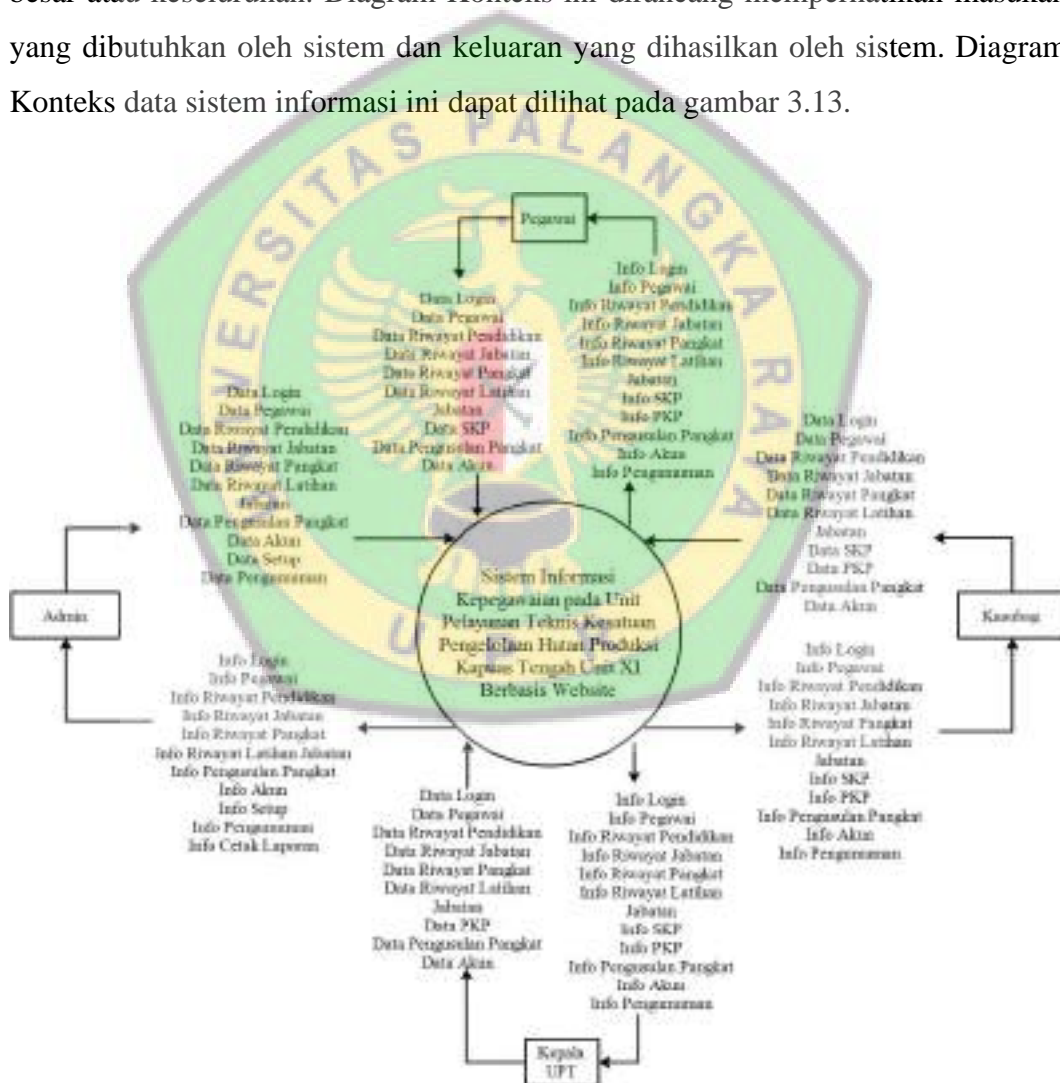 besar atau keseluruhan. Diagram Konteks ini dirancang memperhatikan masukan
yang dibutuhkan oleh sistem dan keluaran yang dihasilkan oleh sistem. Diagram
Konteks data sistem informasi ini dapat dilihat pada gambar 3.13.
UNIVERSITAS PALANGKA RAYA
Pegawai
Data Login
Data Pegawai
Data Riwayat Pendidikan
Data Riwayat Jabatan
Data Riwayat Pangkat
Data Riwayat Latihan
Jabatan
Data SKP
Data Pengusulan Pangkat
Data Akun
Info Login
Info Pegawai
Info Riwayat Pendidikan
Info Riwayat Jabatan
Info Riwayat Pangkat
Info Riwayat Latihan
Jabatan
Info SKP
Info PKP
Info Pengusulan Pangkat
Info Akun
Info Pengumuman
Data Login
Data Pegawai
Data Riwayat Pendidikan
Data Riwayat Jabatan
Data Riwayat Pangkat
Data Riwayat Latihan
Jabatan
Data Pengusulan Pangkat
Data Akun
Data Setup
Data Pengumuman
Data Login
Data Pegawai
Data Riwayat Pendidikan
Data Riwayat Jabatan
Data Riwayat Pangkat
Data Riwayat Latihan
Jabatan
Data SKP
Data PKP
Data Pengusulan Pangkat
Data Akun
Admin
Sistem Informasi
Kepegawaian pada Unit
Pelayanan Teknis Kesatuan
Pengelolaan Hutan Produksi
Kapuas Tengah Unit XI
Berbasis Website
Kasubag
Info Login
Info Pegawai
Info Riwayat Pendidikan
Info Riwayat Jabatan
Info Riwayat Pangkat
Info Riwayat Latihan Jabatan
Info Pengusulan Pangkat
Info Akun
Info Setup
Info Pengumuman
Info Cetak Laporan
Info Login
Info Pegawai
Info Riwayat Pendidikan
Info Riwayat Jabatan
Info Riwayat Pangkat
Info Riwayat Latihan
Jabatan
Info SKP
Info PKP
Info Pengusulan Pangkat
Info Akun
Info Pengumuman
Data Login
Data Pegawai
Data Riwayat Pendidikan
Data Riwayat Jabatan
Data Riwayat Pangkat
Data Riwayat Latihan
Jabatan
Data PKP
Data Pengusulan Pangkat
Data Akun
Info Login
Info Pegawai
Info Riwayat Pendidikan
Info Riwayat Jabatan
Info Riwayat Pangkat
Info Riwayat Latihan
Jabatan
Info SKP
Info PKP
Info Pengusulan Pangkat
Info Akun
Info Pengumuman
Kepala
UPT